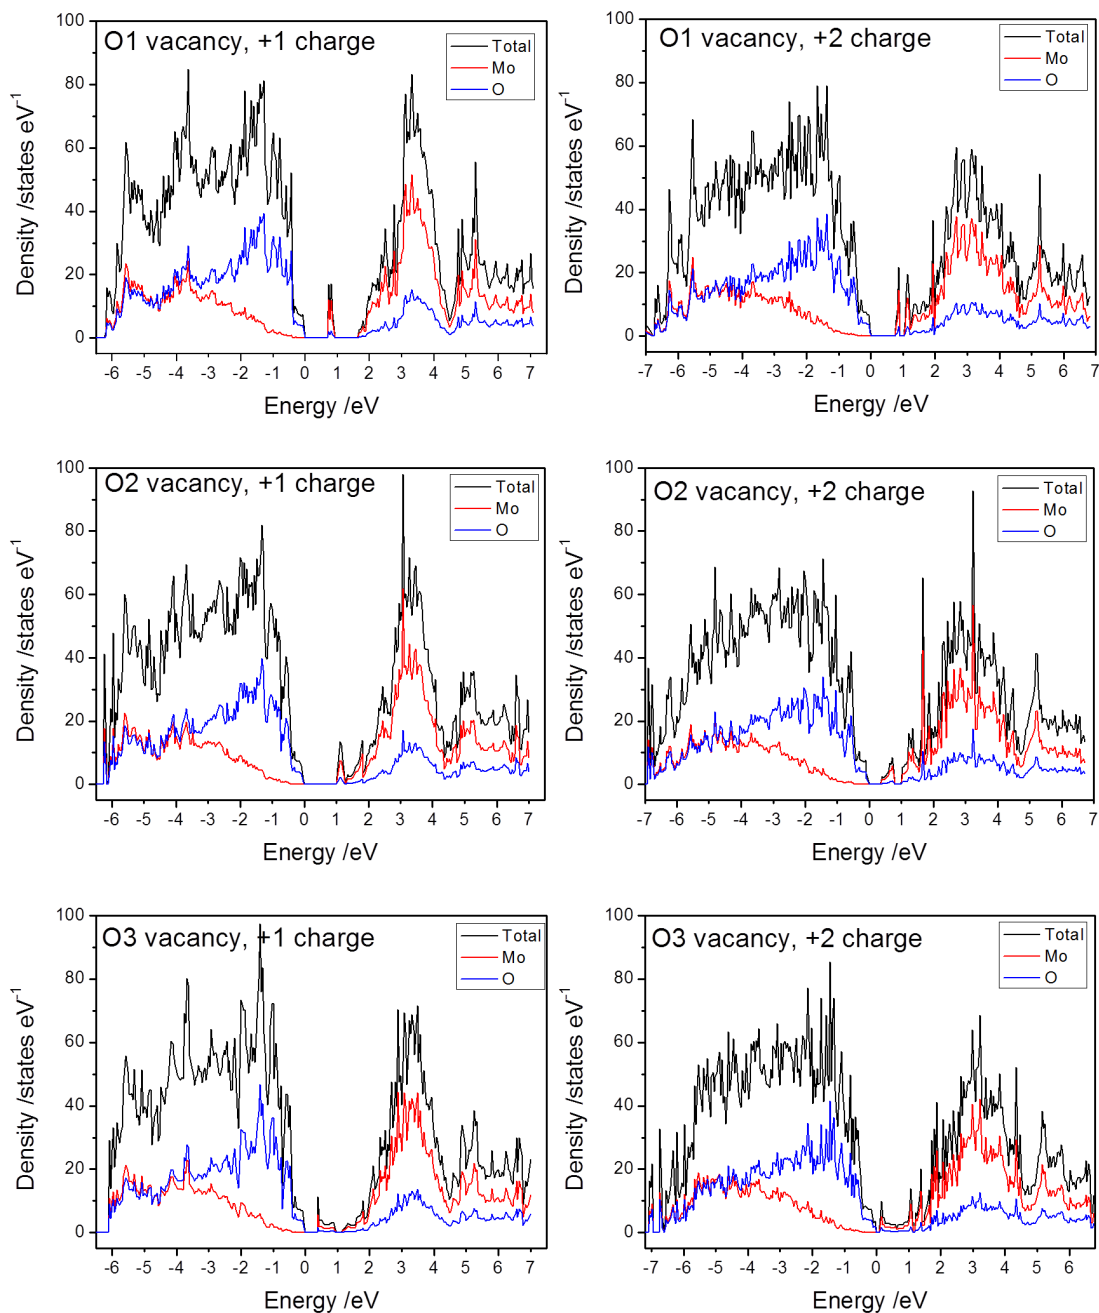 O1 vacancy, +1 charge
Total
Mo
O
100
80
60
40
20
0
Density /states eV⁻¹
-6 -5 -4 -3 -2 -1 0 1 2 3 4 5 6 7
Energy /eV
O1 vacancy, +2 charge
Total
Mo
O
100
80
60
40
20
0
Density /states eV⁻¹
-7 -6 -5 -4 -3 -2 -1 0 1 2 3 4 5 6 7
Energy /eV
O2 vacancy, +1 charge
Total
Mo
O
100
80
60
40
20
0
Density /states eV⁻¹
-6 -5 -4 -3 -2 -1 0 1 2 3 4 5 6 7
Energy /eV
O2 vacancy, +2 charge
Total
Mo
O
100
80
60
40
20
0
Density /states eV⁻¹
-7 -6 -5 -4 -3 -2 -1 0 1 2 3 4 5 6 7
Energy /eV
O3 vacancy, +1 charge
Total
Mo
O
100
80
60
40
20
0
Density /states eV⁻¹
-6 -5 -4 -3 -2 -1 0 1 2 3 4 5 6 7
Energy /eV
O3 vacancy, +2 charge
Total
Mo
O
100
80
60
40
20
0
Density /states eV⁻¹
-7 -6 -5 -4 -3 -2 -1 0 1 2 3 4 5 6
Energy /eV